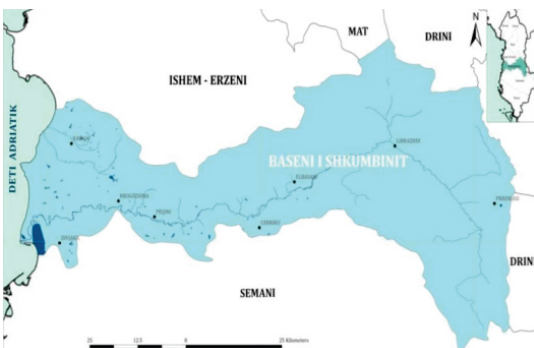 MAT
DRINI
N
ISHEM - ERZENI
DETI ADRIATIK
BASENI I SHKUMBINIT
LIBRAZHD
ELBASAN
PEQIN
CERRIK
DRINI
SEMANI
25 12.5 0 25 Kilometers